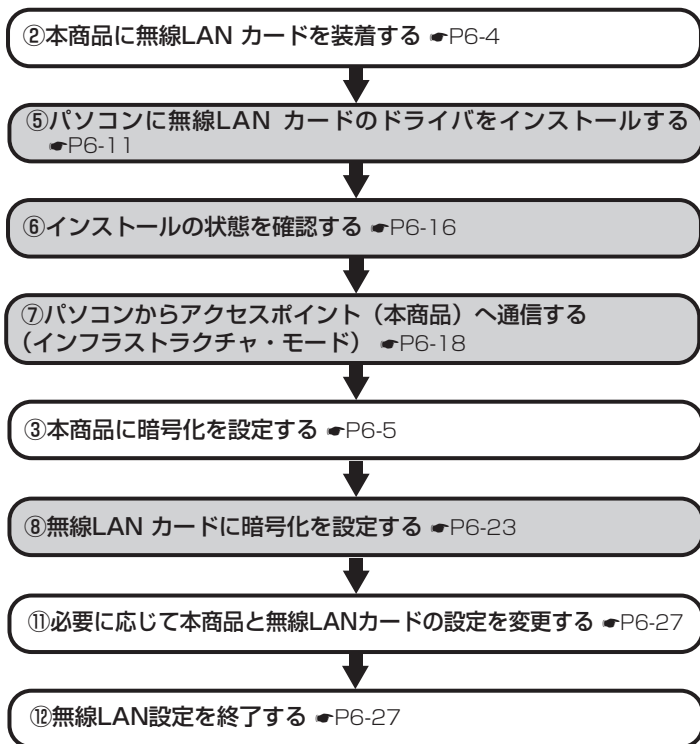 ②本商品に無線LAN カードを装着する ☛P6-4
⑤パソコンに無線LAN カードのドライバをインストールする
☛P6-11
⑥インストールの状態を確認する ☛P6-16
⑦パソコンからアクセスポイント（本商品）へ通信する
（インフラストラクチャ・モード） ☛P6-18
③本商品に暗号化を設定する ☛P6-5
⑧無線LAN カードに暗号化を設定する ☛P6-23
⑪必要に応じて本商品と無線LANカードの設定を変更する ☛P6-27
⑫無線LAN設定を終了する ☛P6-27